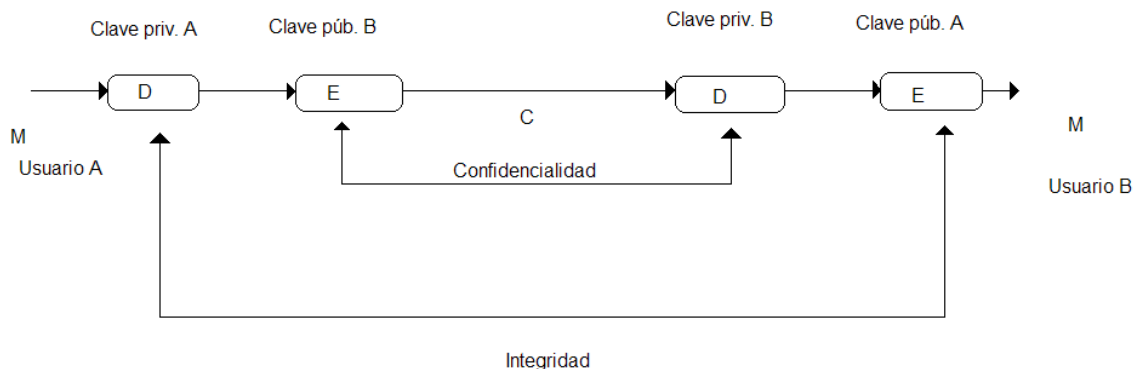 Clave priv. A
Clave púb. B
Clave priv. B
Clave púb. A
D
E
D
E
C
M
M
Usuario A
Confidencialidad
Usuario B
Integridad